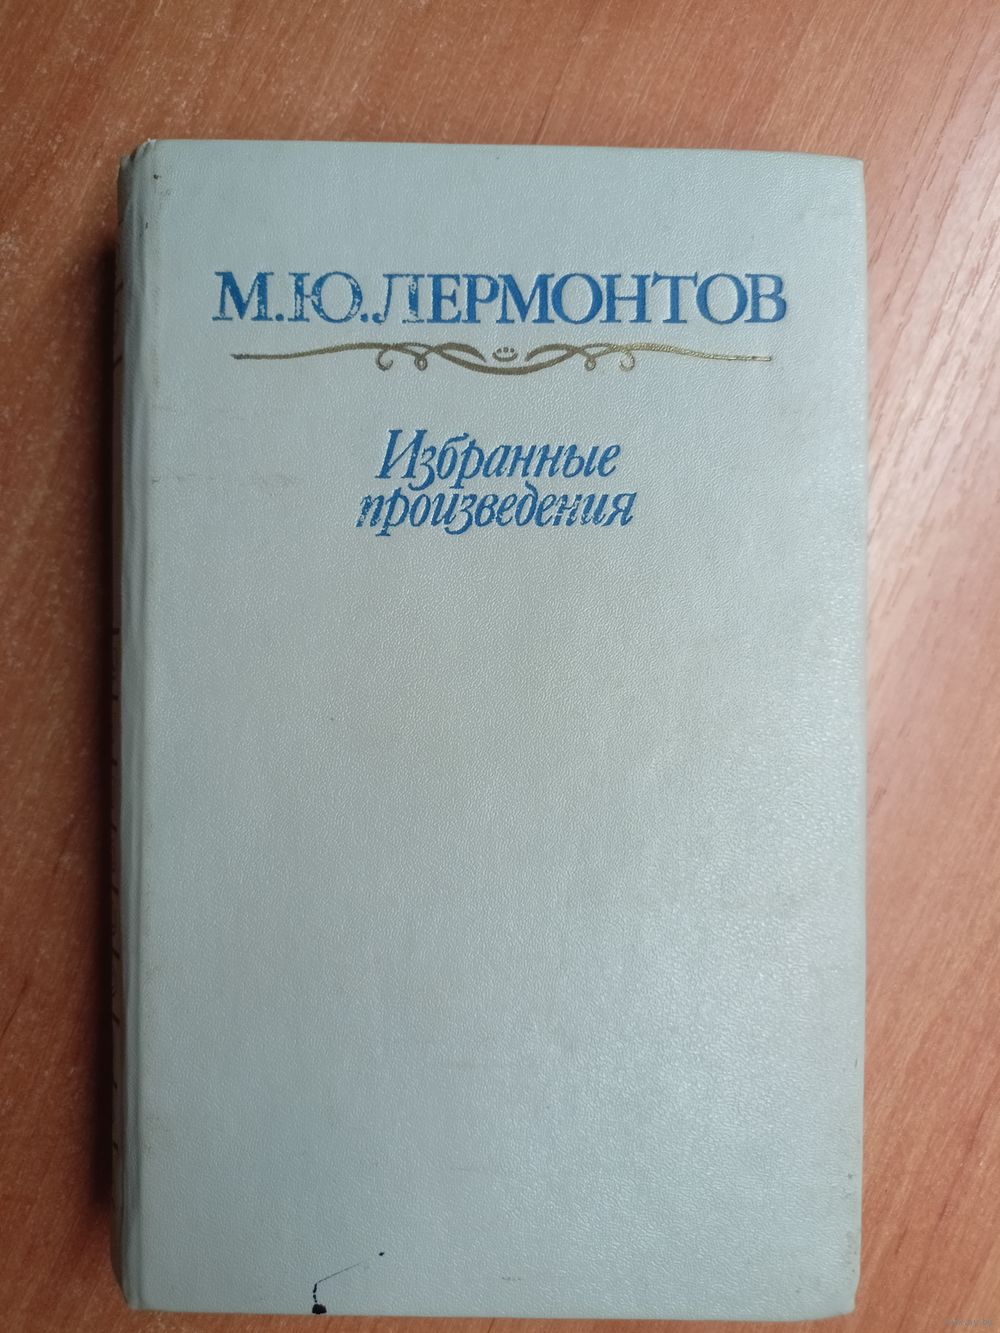 М.Ю.ЛЕРМОНТОВ
Избранные
произведения